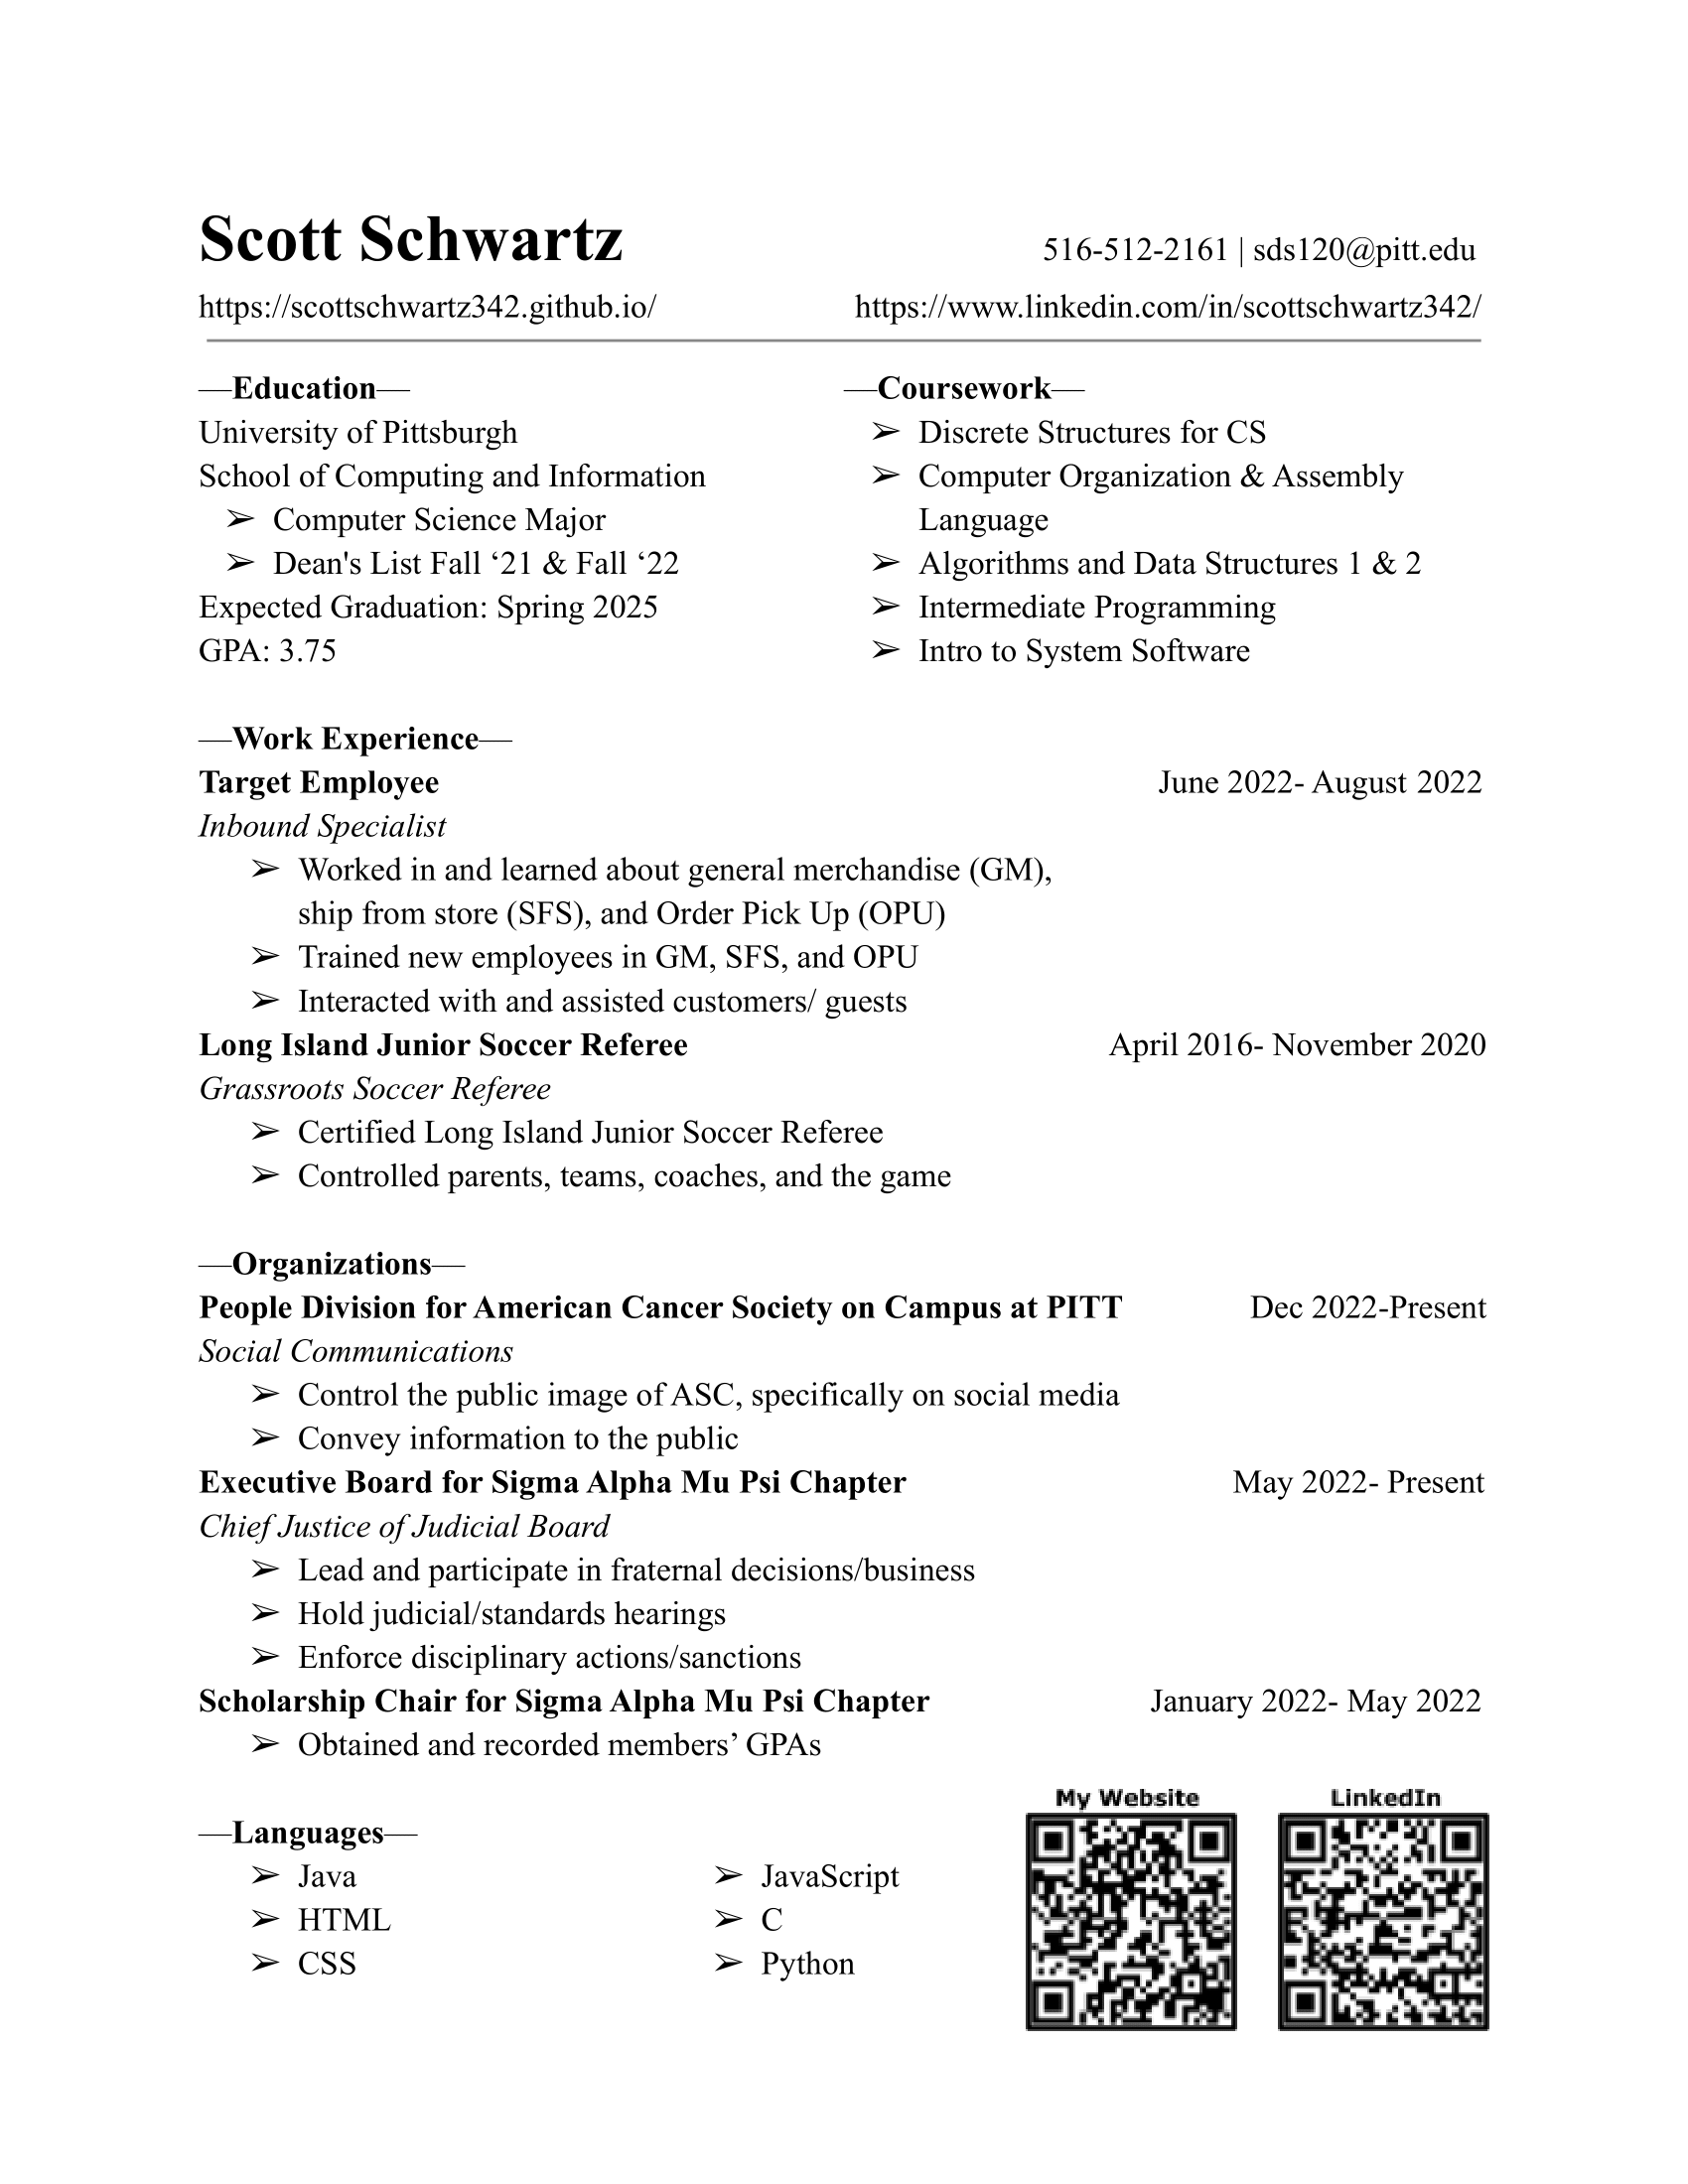 Scott Schwartz 516-512-2161 | sds120@pitt.edu
https://scottschwartz342.github.io/ https://www.linkedin.com/in/scottschwartz342/
—Education—
University of Pittsburgh
School of Computing and Information
➢ Computer Science Major
➢ Dean's List Fall ‘21 & Fall ‘22
Expected Graduation: Spring 2025
GPA: 3.75
—Coursework—
➢ Discrete Structures for CS
➢ Computer Organization & Assembly
Language
➢ Algorithms and Data Structures 1 & 2
➢ Intermediate Programming
➢ Intro to System Software
—Work Experience—
Target Employee June 2022- August 2022
Inbound Specialist
➢ Worked in and learned about general merchandise (GM),
ship from store (SFS), and Order Pick Up (OPU)
➢ Trained new employees in GM, SFS, and OPU
➢ Interacted with and assisted customers/ guests
Long Island Junior Soccer Referee April 2016- November 2020
Grassroots Soccer Referee
➢ Certified Long Island Junior Soccer Referee
➢ Controlled parents, teams, coaches, and the game
—Organizations—
People Division for American Cancer Society on Campus at PITT Dec 2022-Present
Social Communications
➢ Control the public image of ASC, specifically on social media
➢ Convey information to the public
Executive Board for Sigma Alpha Mu Psi Chapter May 2022- Present
Chief Justice of Judicial Board
➢ Lead and participate in fraternal decisions/business
➢ Hold judicial/standards hearings
➢ Enforce disciplinary actions/sanctions
Scholarship Chair for Sigma Alpha Mu Psi Chapter January 2022- May 2022
➢ Obtained and recorded members’ GPAs
—Languages—
➢ Java
➢ HTML
➢ CSS
➢ JavaScript
➢ C
➢ Python
My Website
LinkedIn